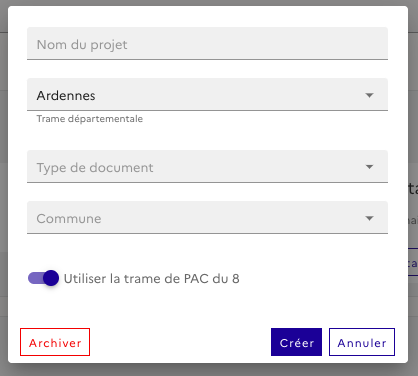 Nom du projet
Ardennes
Trame départementale
Type de document
Commune
Utiliser la trame de PAC du 8
Archiver
Créer
Annuler